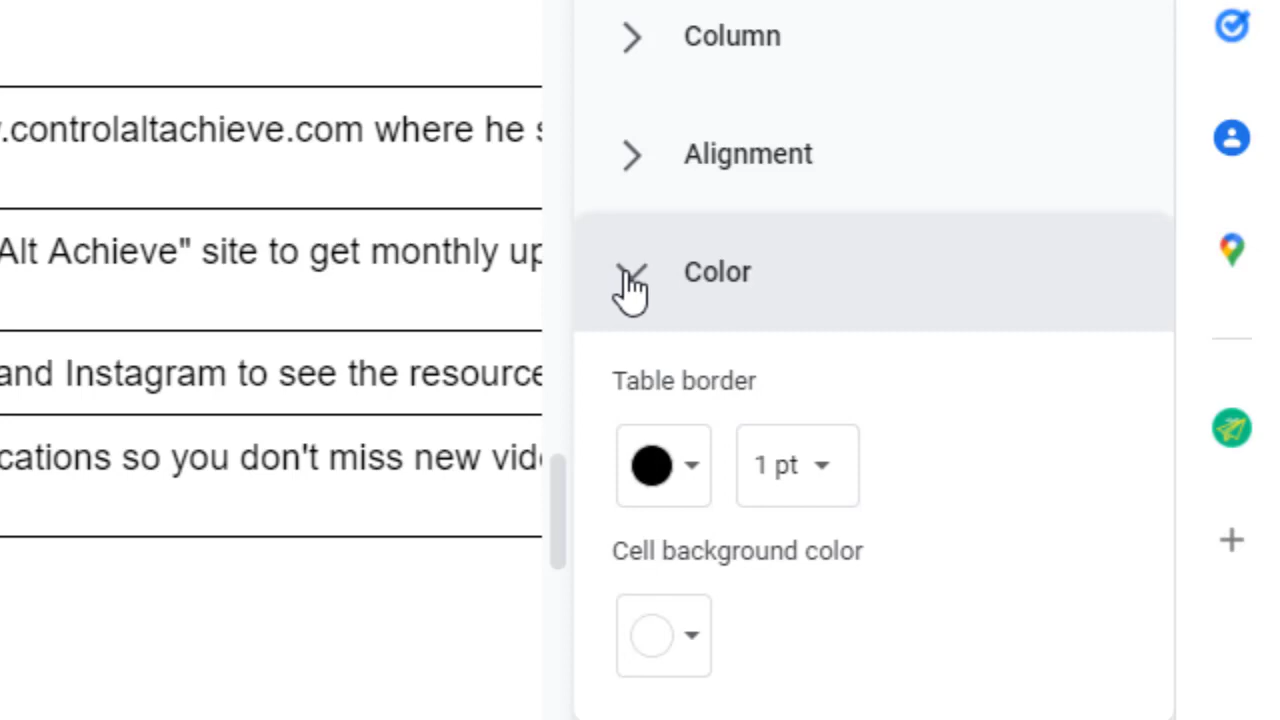 .controlaltachieve.com where he
Alt Achieve" site to get monthly up
and Instagram to see the resource
cations so you don't miss new vid
Column
Alignment
Color
Table border
1 pt
Cell background color